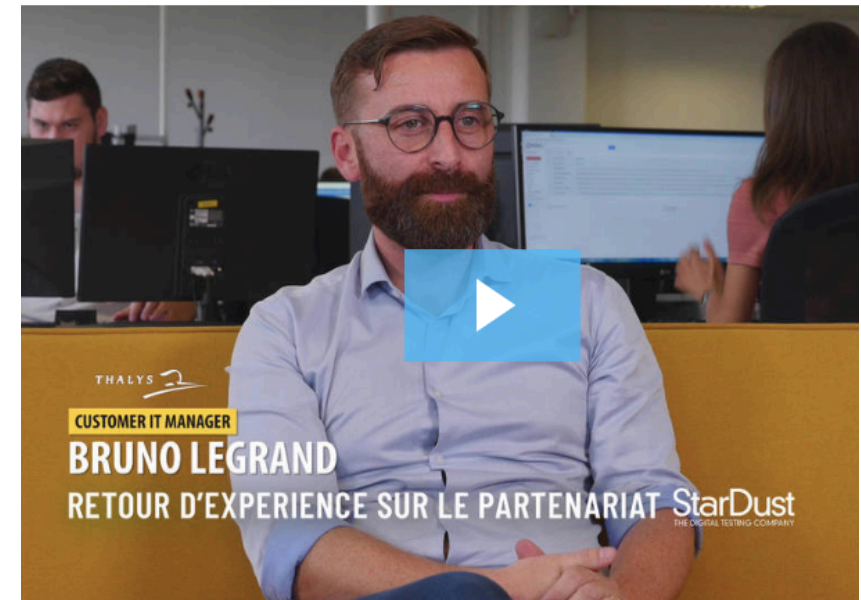 THALYS
CUSTOMER IT MANAGER
BRUNO LEGRAND
RETOUR D'EXPERIENCE SUR LE PARTENARIAT StarDust
THE DIGITAL TESTING COMPANY